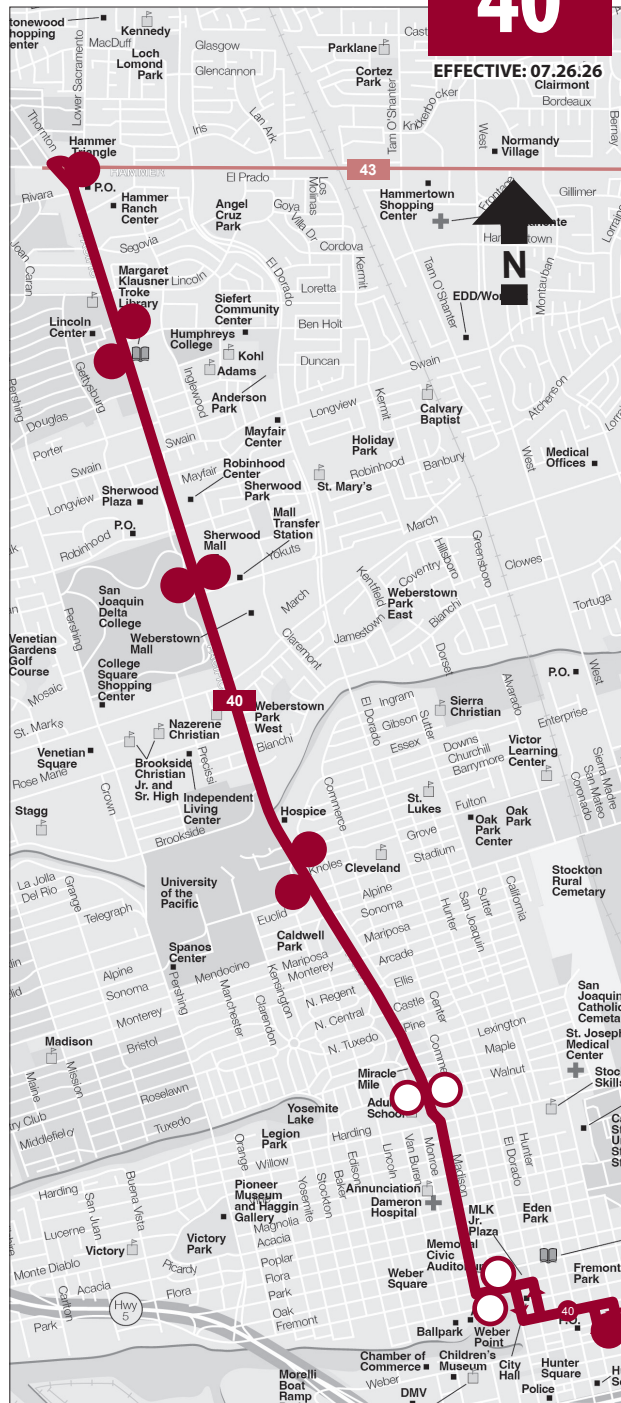 40
EFFECTIVE: 07.26.26
hopping
enter
Lower Sacramento
MacDuff
Kennedy
Loch
Lomond
Park
Glasgow
Glencannon
Parklane
Cortez
Park
Tam O'Shanter
Clairmont
Bordeaux
Bernay
Thornton
Iris
Lan Ark
West
Normandy
Village
Hammer
Triangle
HAMMER
43
P.O.
El Prado
Los
Molinas
Hammertown
Shopping
Center
Frontage
Gillimer
Rivara
Hammer
Ranch
Center
Angel
Cruz
Park
Goya
Villa Dr
Cordova
Segovia
N
Joan Caran
El Dorado
Kermit
Montauban
Margaret
Klausner
Troke
Library
Lincoln
Loretta
Tam O'Shanter
Siefert
Community
Center
Ben Holt
Lincoln
Center
Humphreys
College
Kohl
Adams
Duncan
Swain
Pershing
Gettysburg
Inglewood
Anderson
Park
Longview
Kermit
Calvary
Baptist
Atcherson
Douglas
Mayfair
Center
Porter
Swain
Holiday
Park
Banbury
West
Medical
Offices
Swain
Mayfair
Robinhood
Center
Sherwood
Park
Robinhood
St. Mary's
Longview
Sherwood
Plaza
P.O.
Mall
Transfer
Station
March
Robinhood
Sherwood
Mall
Yokuts
Hillsboro
Greensboro
Clowes
Coventry
Kentfield
San
Joaquin
Delta
College
March
Weberstown
Park
East
Bianchi
Tortuga
Pershing
Weberstown
Mall
Claremont
Jamestown
Venetian
Gardens
Golf
Course
College
Square
Shopping
Center
Dorset
P.O.
West
Mosaic
40
Weberstown
Park
West
El Dorado
Ingram
Gibson
Essex
Sutter
Sierra
Christian
Alvarado
Enterprise
St. Marks
Nazerene
Christian
Bianchi
Downs
Churchill
Barrymore
Victor
Learning
Center
Venetian
Square
Brookside
Christian
Jr. and
Sr. High
Precissi
Independent
Living
Center
Rose Marie
Sierra Madre
San Mateo
Coronado
Stagg
Crown
Hospice
Commerce
St.
Lukes
Fulton
Oak
Park
Center
Oak
Park
Brookside
Grove
Stadium
Knoles
Cleveland
La Jolla
Del Rio
Grange
Telegraph
University
of the
Pacific
Alpine
Sonoma
Mariposa
Hunter
San Joaquin
Sutter
California
Stockton
Rural
Cemetary
Euclid
Caldwell
Park
Mariposa
Monterey
Arcade
Spanos
Center
Mendocino
Alpine
Sonoma
Monterey
Bristol
Pershing
Manchester
Clarendon
Kensington
N. Regent
N. Central
N. Tuxedo
Ellis
Castle
Pine
Center
Lexington
Maple
Walnut
San
Joaquin
Catholic
St. Joseph
Medical
Center
Madison
Maine
Mission
Roselawn
Tuxedo
Middlefield
Miracle
Mile
School
Yosemite
Lake
Legion
Park
Harding
Willow
Orange
Lincoln
Van Buren
Monroe
Madison
El Dorado
Hunter
Edison
Baker
Stockton
Yosemite
Harding
San Juan
Buena Vista
Annunciation
Dameron
Hospital
MLK
Jr.
Plaza
Eden
Park
Pioneer
Museum
and Haggin
Gallery
Magnolia
Acacia
Poplar
Flora
Park
Oak
Fremont
Lucerne
Victory
Victory
Park
Monte Diablo
Picardy
Flora
Acacia
Carlton
Park
Hwy
5
Memorial
Civic
Auditorium
Weber
Square
Fremont
Park
40
P.O.
Ballpark
Weber
Point
Chamber of
Commerce
Children's
Museum
City
Hall
Hunter
Square
Morelli
Boat
Ramp
Weber
DMV
Police